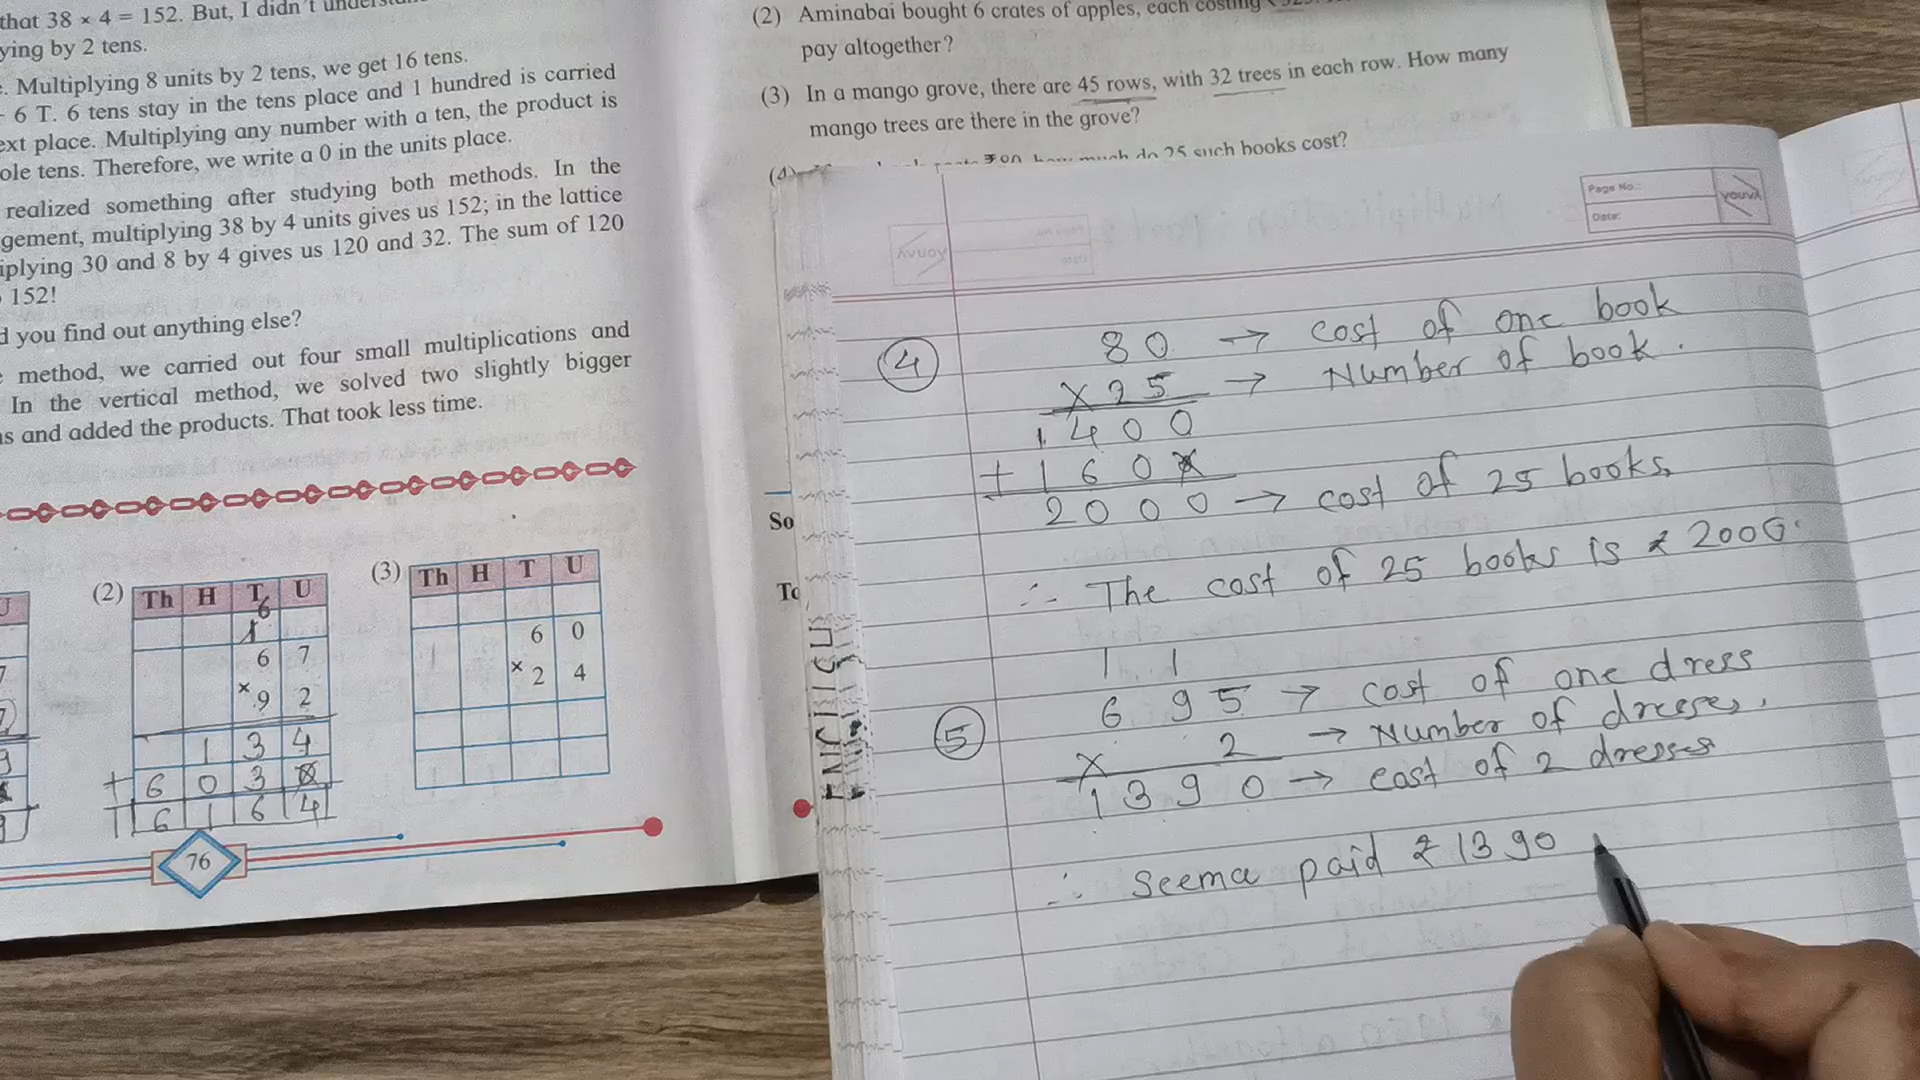 that 38 × 4 = 152. But, I didn't
ying by 2 tens.
. Multiplying 8 units by 2 tens, we get 16 tens.
6 T. 6 tens stay in the tens place and 1 hundred is carried
ext place. Multiplying any number with a ten, the product is
ole tens. Therefore, we write a 0 in the units place.
realized something after studying both methods. In the
gement, multiplying 38 by 4 units gives us 152; in the lattice
iplying 30 and 8 by 4 gives us 120 and 32. The sum of 120
152!
d you find out anything else?
method, we carried out four small multiplications and
In the vertical method, we solved two slightly bigger
s and added the products. That took less time.
(2) Th H T U
6
1
6 7
× 9 2
1 3 4
+ 6 0 3 0
6 1 6 4
(3) Th H T U
6 0
× 2 4
76
(2) Aminabai bought 6 crates of apples, each costing
pay altogether?
(3) In a mango grove, there are 45 rows, with 32 trees in each row. How many
mango trees are there in the grove?
(4) how much do 25 such books cost?
So
Page No.:
Date:
YOUVA
4 80 → cost of one book
× 25 → Number of book.
1 400
+ 1 6 0 x
2000 → cost of 25 books.
∴ The cost of 25 books is ₹ 2000.
1 1
5 695 → cost of one dress
× 2 → Number of dresses.
1390 → cost of 2 dresses
∴ Seema paid ₹ 1390